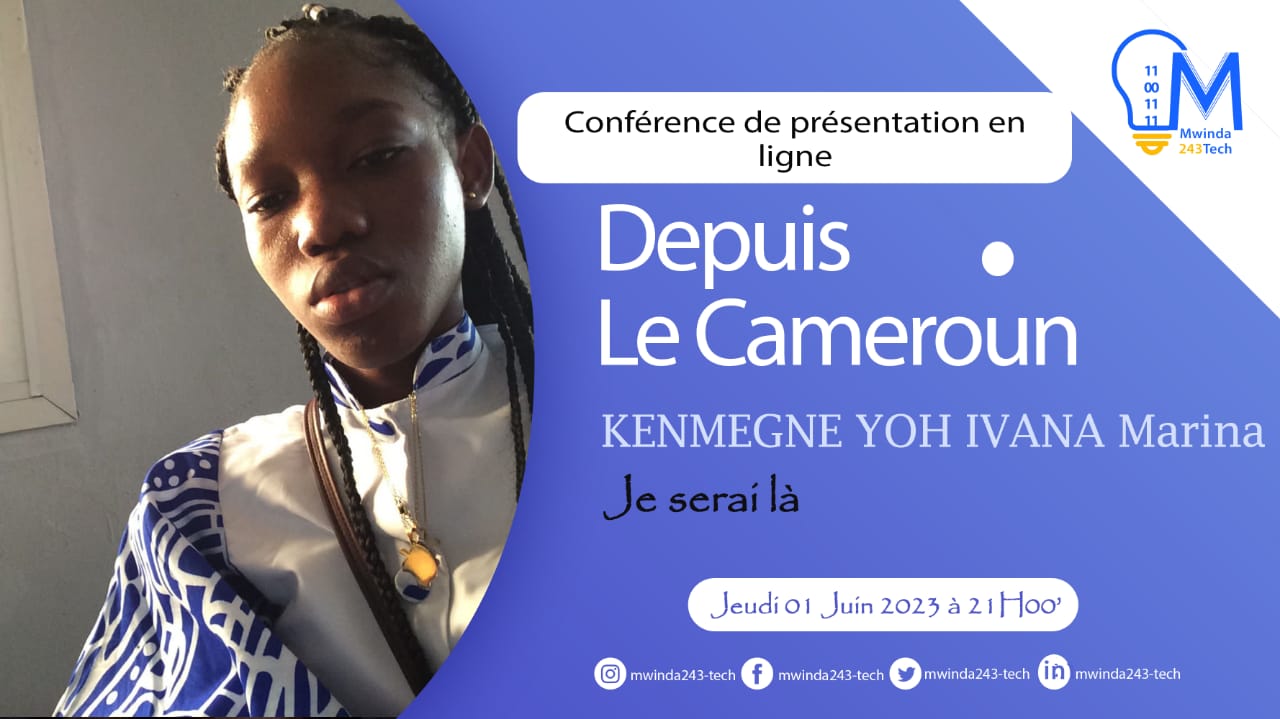 11
00
11
11
M
Mwinda
243Tech
Conférence de présentation en
ligne
Depuis
Le Cameroun
KENMEGNE YOH IVANA Marina
Je serai là
Jeudi 01 Juin 2023 à 21H00'
mwinda243-tech mwinda243-tech mwinda243-tech mwinda243-tech